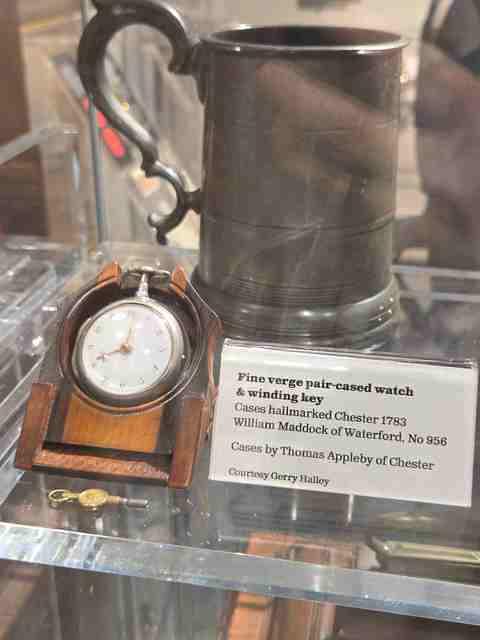 Fine verge pair-cased watch
& winding key
Cases hallmarked Chester 1783
William Maddock of Waterford, No 956
Cases by Thomas Appleby of Chester
Courtesy Gerry Halley